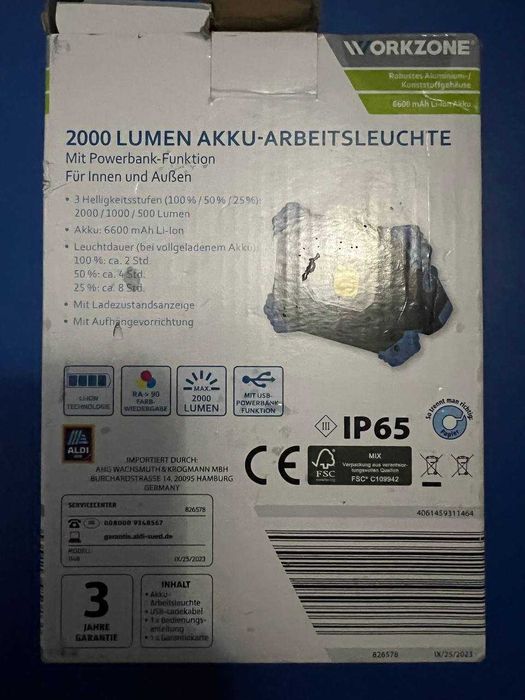 WORKZONE
Robustes Aluminium-/
Kunststoffgehäuse
6600 mAh Li-Ion Akku
2000 LUMEN AKKU-ARBEITSLEUCHTE
Mit Powerbank-Funktion
Für Innen und Außen
• 3 Helligkeitsstufen (100 % / 50 % / 25 %):
2000 / 1000 / 500 Lumen
• Akku: 6600 mAh Li-Ion
• Leuchtdauer (bei vollgeladenem Akku):
100 %: ca. 2 Std.
50 %: ca. 4 Std.
25 %: ca. 8 Std.
• Mit Ladezustandsanzeige
• Mit Aufhängevorrichtung
LI-ION
TECHNOLOGIE
RA > 90
FARB-
WIEDERGABE
MAX.
2000
LUMEN
MIT USB-
POWERBANK-
FUNKTION
III
IP65
So trennt man richtig
Papier
ALDI
IMPORTIERT DURCH:
AHG WACHSMUTH & KROGMANN MBH
BURCHARDSTRASSE 14, 20095 HAMBURG
GERMANY
CE
FSC
MIX
Verpackung aus verantwor-
tungsvollen Quellen
FSC® C109942
SERVICECENTER
826578
008000 9348567
garantie.aldi-sued.de
MODELL:
IX/25/2023
4061459311464
3
JAHRE
GARANTIE
INHALT
• Akku-
Arbeitsleuchte
• USB-Ladekabel
• 1 x Bedienungs-
anleitung
• 1 x Garantiekarte
826578
IX/25/2023